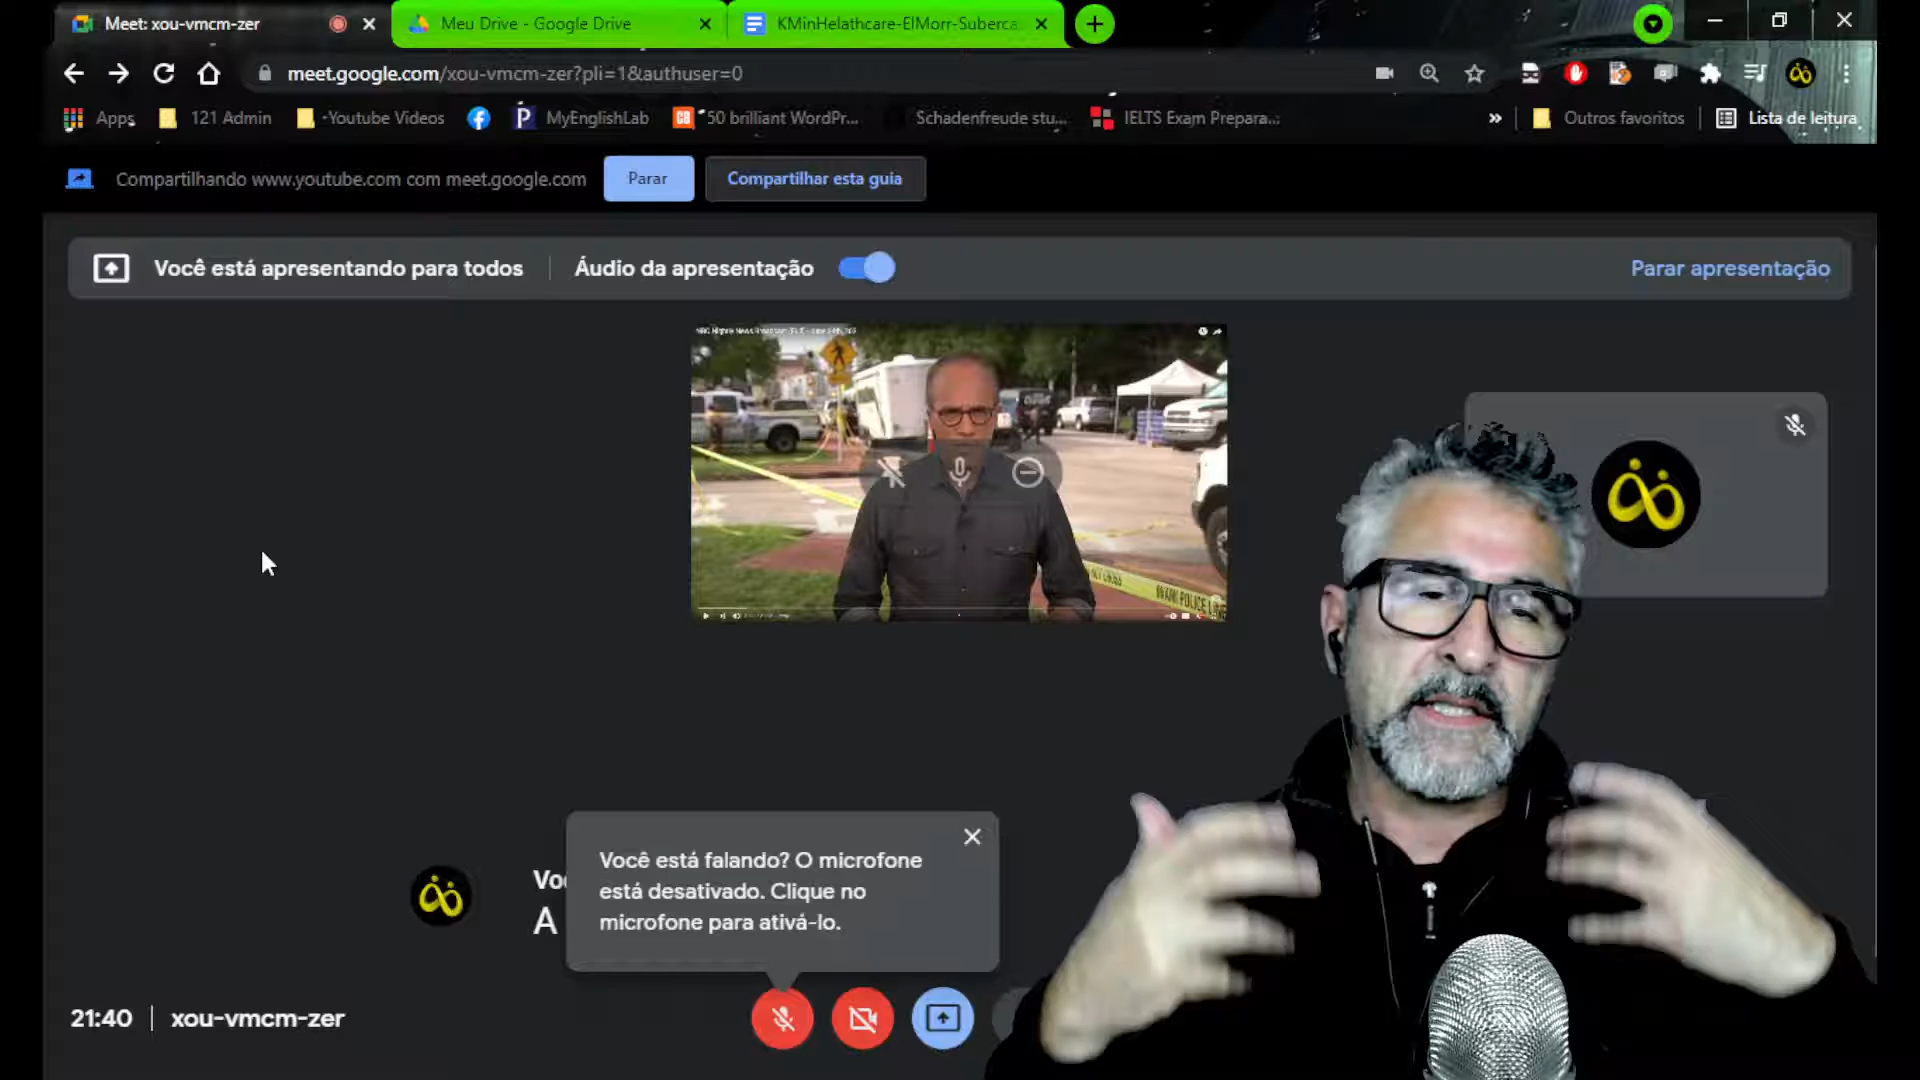 Meet: xou-vmcm-zer
Meu Drive - Google Drive
KMinHelathcare-ElMorr-Suberca
meet.google.com/xou-vmcm-zer?pli=1&authuser=0
Apps
121 Admin
-Youtube Videos
MyEnglishLab
50 brilliant WordPr...
Schadenfreude stu...
IELTS Exam Prepara...
»
Outros favoritos
Lista de leitura
Compartilhando www.youtube.com com meet.google.com
Parar
Compartilhar esta guia
Você está apresentando para todos
Áudio da apresentação
Parar apresentação
Você está falando? O microfone
está desativado. Clique no
microfone para ativá-lo.
A
21:40
xou-vmcm-zer